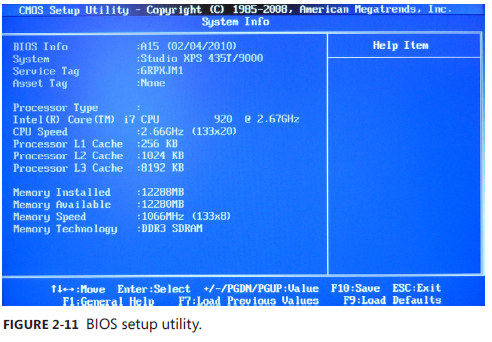 CMOS Setup Utility - Copyright (C) 1985-2008, American Megatrends, Inc.
System Info
BIOS Info :A15 (02/04/2010)
System :Studio XPS 435T/9000
Service Tag :6RPXJM1
Asset Tag :None
Processor Type :
Intel(R) Core(TM) i7 CPU 920 @ 2.67GHz
CPU Speed :2.66GHz (133x20)
Processor L1 Cache :256 KB
Processor L2 Cache :1024 KB
Processor L3 Cache :8192 KB
Memory Installed :12288MB
Memory Available :12280MB
Memory Speed :1066MHz (133x8)
Memory Technology :DDR3 SDRAM
Help Item
↑↓←→:Move Enter:Select +/-/PGDN/PGUP:Value F10:Save ESC:Exit
F1:General Help F7:Load Previous Values F9:Load Defaults
FIGURE 2-11 BIOS setup utility.